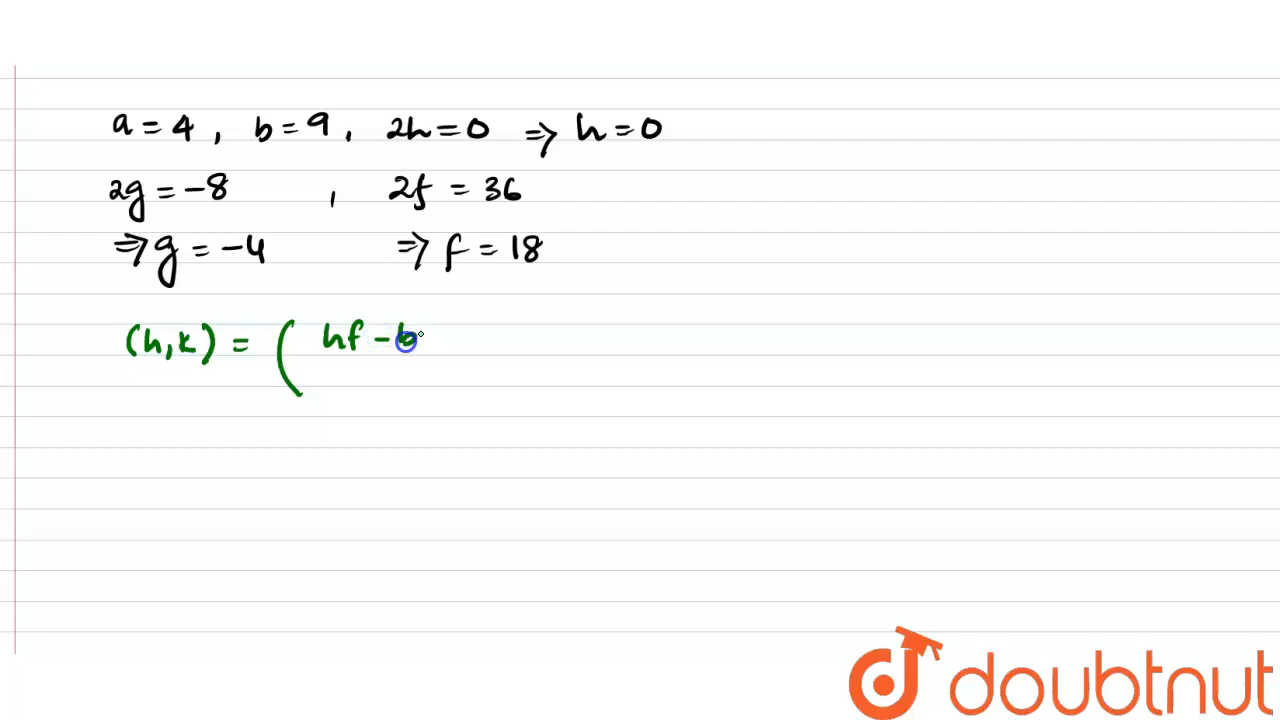 a = 4 , b = 9 , 2h = 0 ⇒ h = 0
2g = -8 , 2f = 36
⇒ g = -4 ⇒ f = 18
(h, k) = ( hf - b
doubtnut